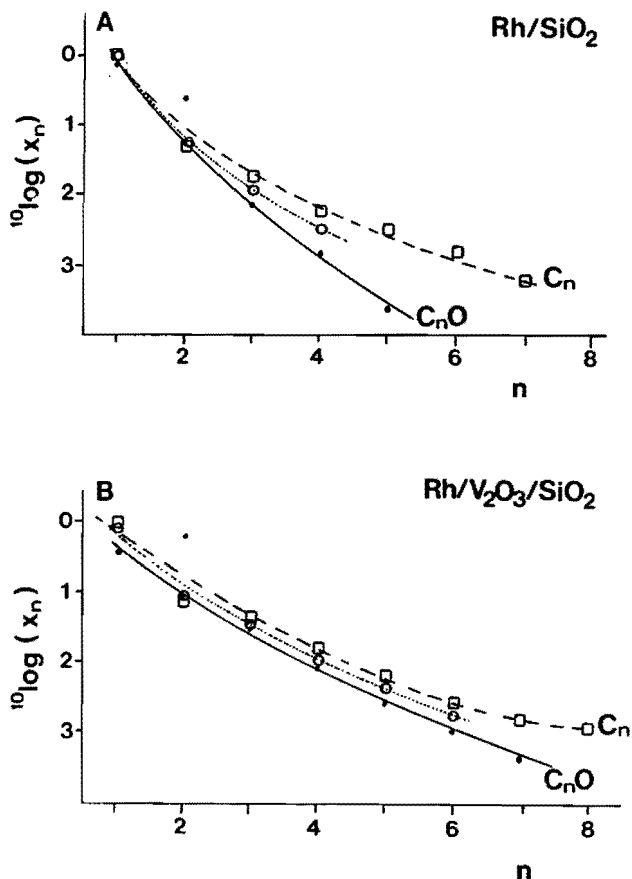 A
Rh/SiO₂
0
1
2
3
¹⁰log(xₙ)
Cₙ
CₙO
2
4
6
8
n
B
Rh/V₂O₃/SiO₂
0
1
2
3
¹⁰log(xₙ)
Cₙ
CₙO
2
4
6
8
n